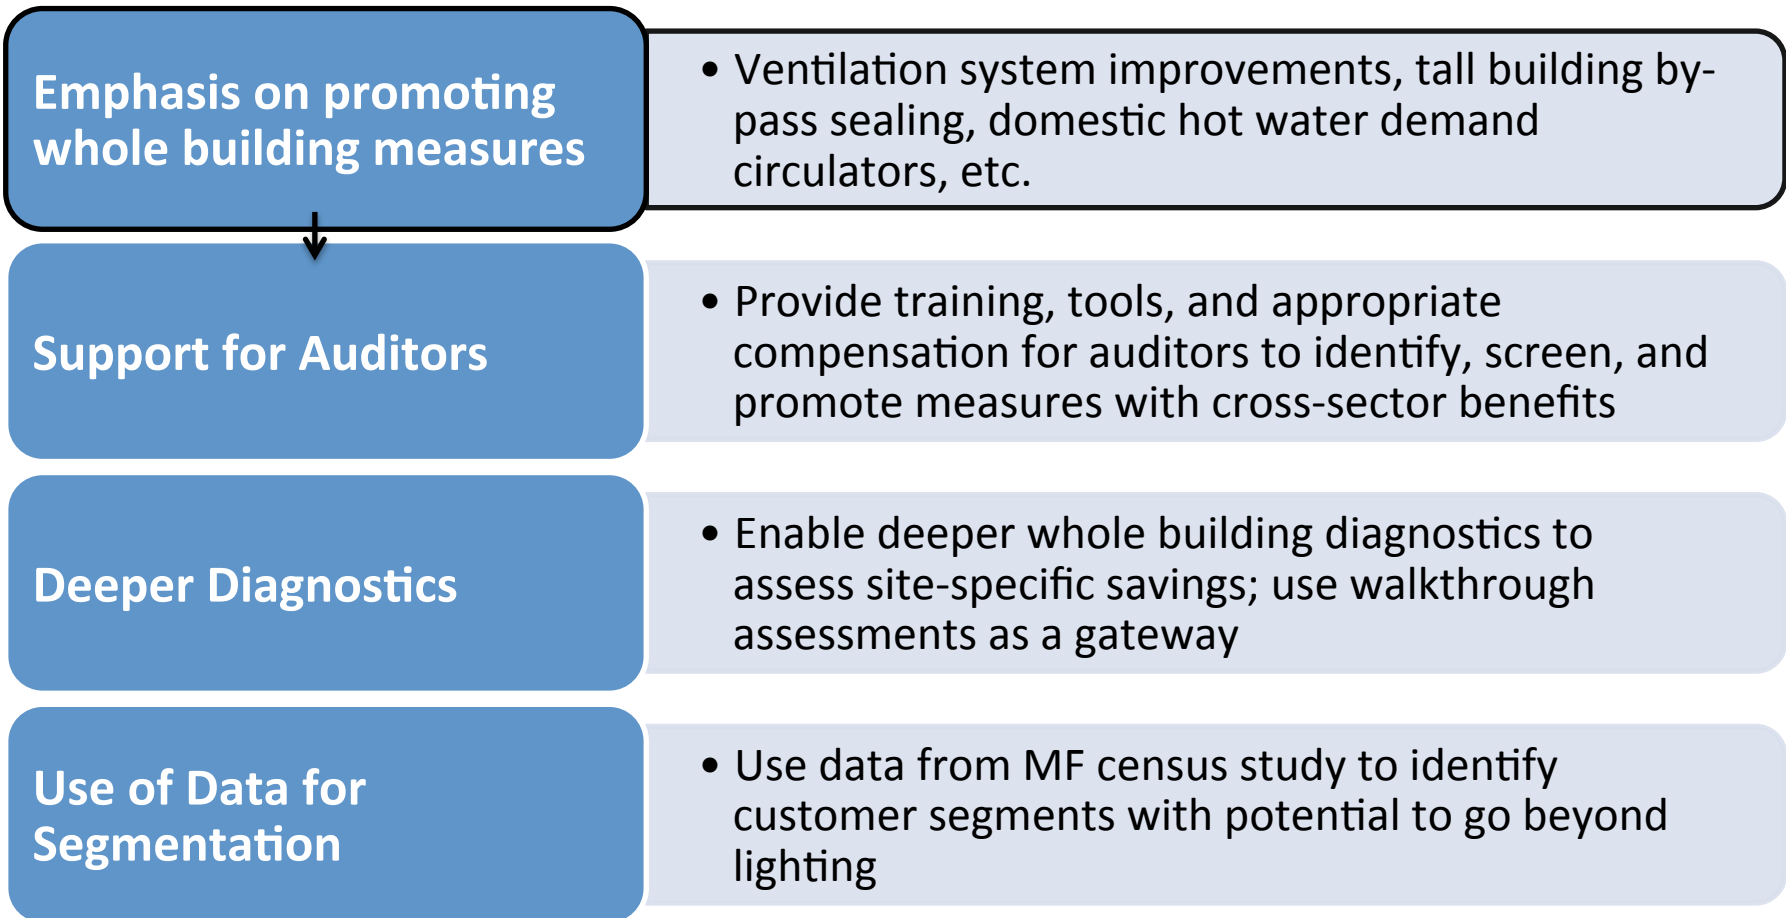 Emphasis on promoting
whole building measures
• Ventilation system improvements, tall building by-
pass sealing, domestic hot water demand
circulators, etc.
Support for Auditors
• Provide training, tools, and appropriate
compensation for auditors to identify, screen, and
promote measures with cross-sector benefits
Deeper Diagnostics
• Enable deeper whole building diagnostics to
assess site-specific savings; use walkthrough
assessments as a gateway
Use of Data for
Segmentation
• Use data from MF census study to identify
customer segments with potential to go beyond
lighting